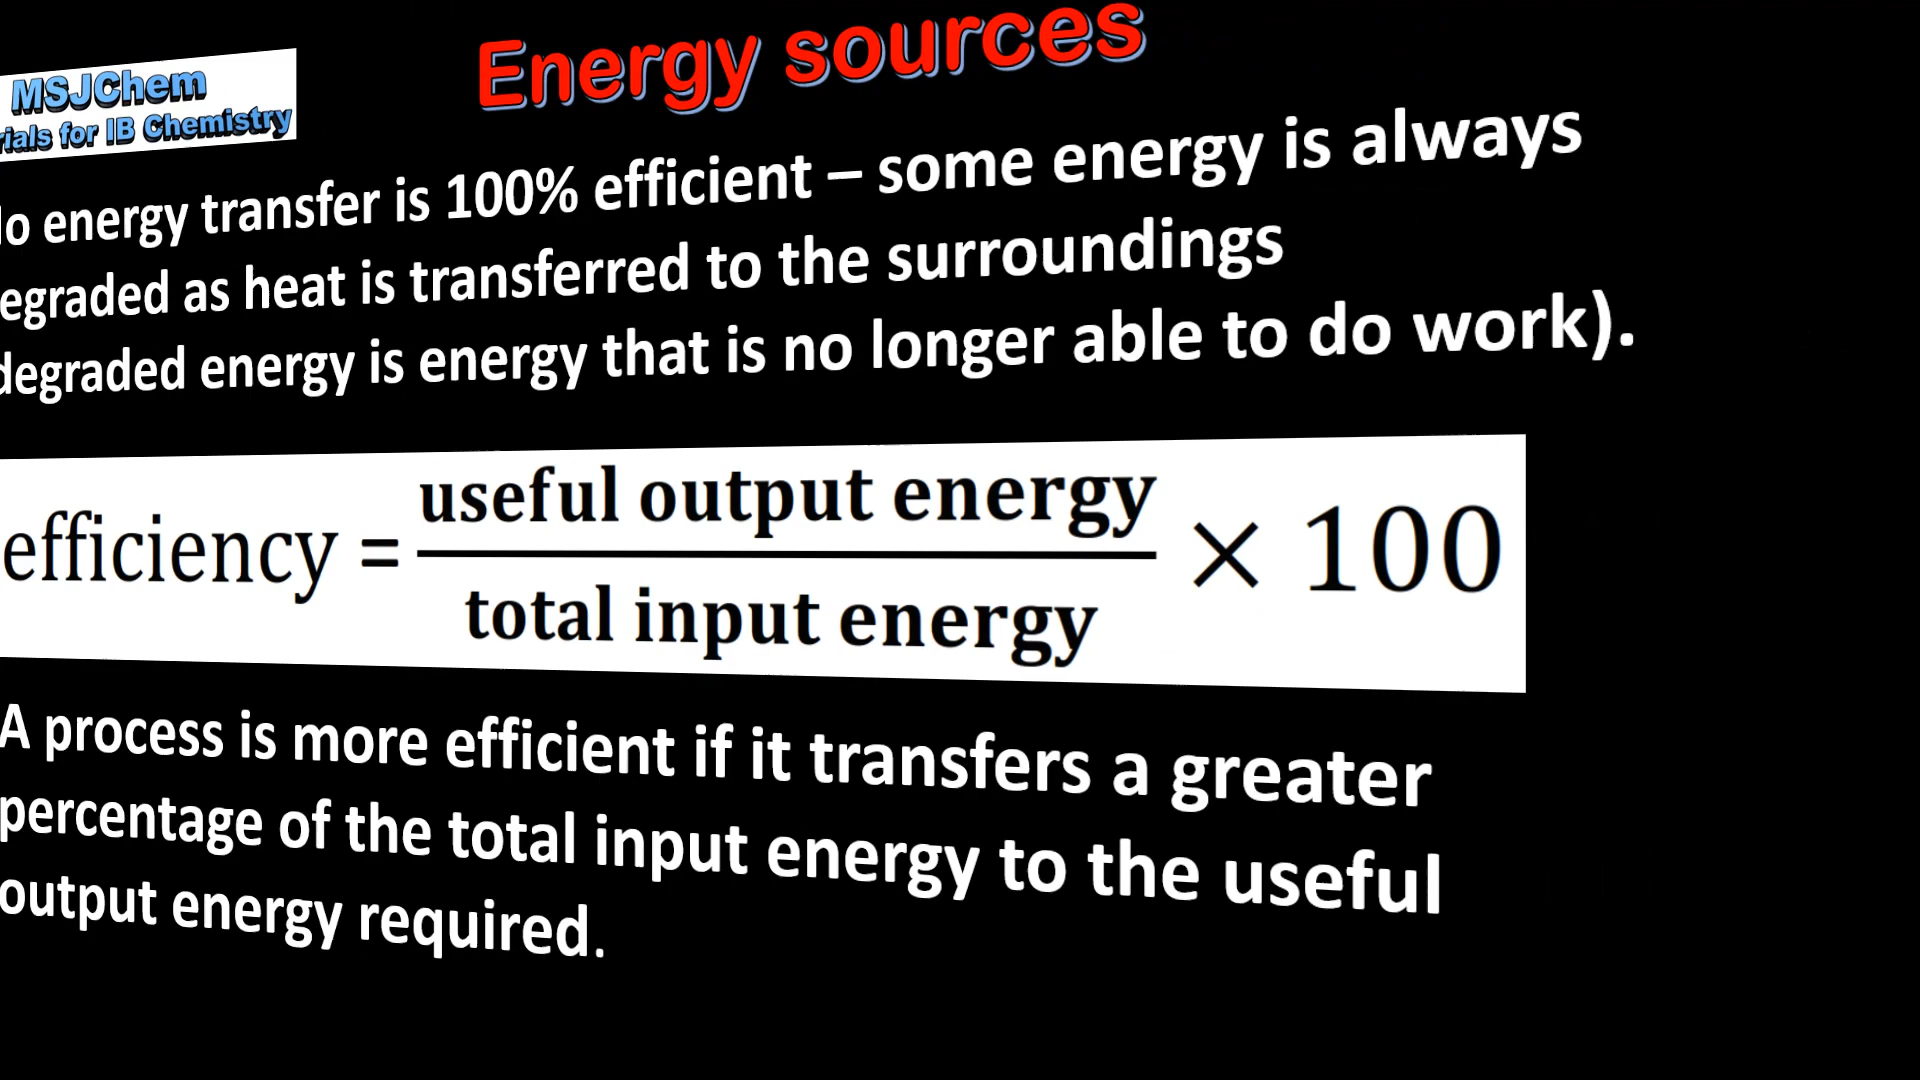 Energy sources
MSJChem
rials for IB Chemistry
o energy transfer is 100% efficient – some energy is always
egraded as heat is transferred to the surroundings
degraded energy is energy that is no longer able to do work).
efficiency = useful output energy / total input energy × 100
A process is more efficient if it transfers a greater
percentage of the total input energy to the useful
output energy required.